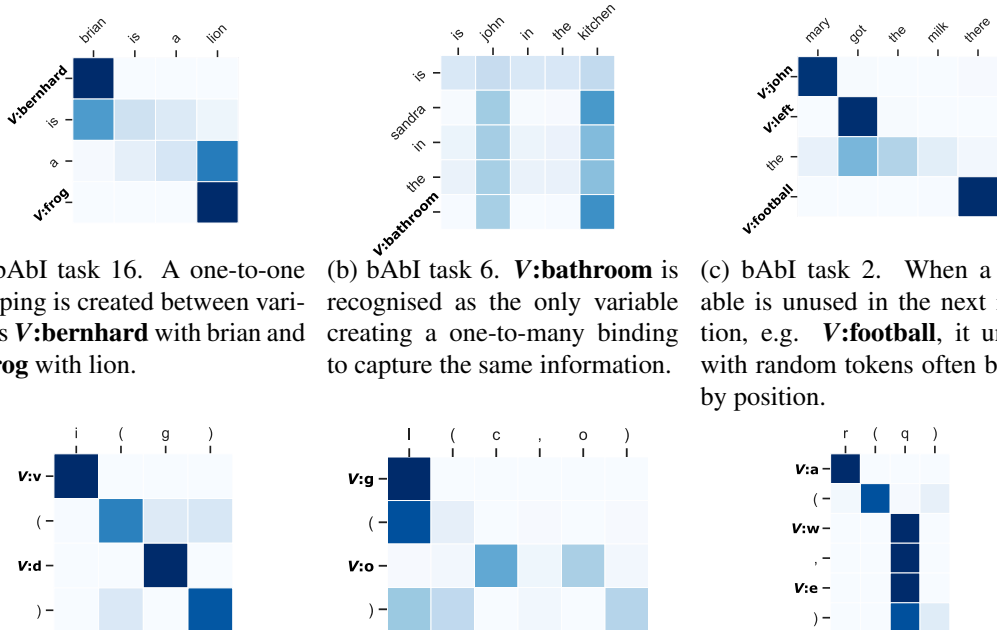 brian is a lion
V:bernhard
is
a
V:frog
is john in the kitchen
is
sandra
in
the
V:bathroom
mary got the milk there
V:john
V:left
the
V:football
bAbI task 16. A one-to-one
ping is created between vari-
s V:bernhard with brian and
rog with lion.
(b) bAbI task 6. V:bathroom is
recognised as the only variable
creating a one-to-many binding
to capture the same information.
(c) bAbI task 2. When a
able is unused in the next
tion, e.g. V:football, it u
with random tokens often b
by position.
i ( g )
V:v
(
V:d
)
l ( c , o )
V:g
(
V:o
)
r ( q )
V:a
(
V:w
,
V:e
)